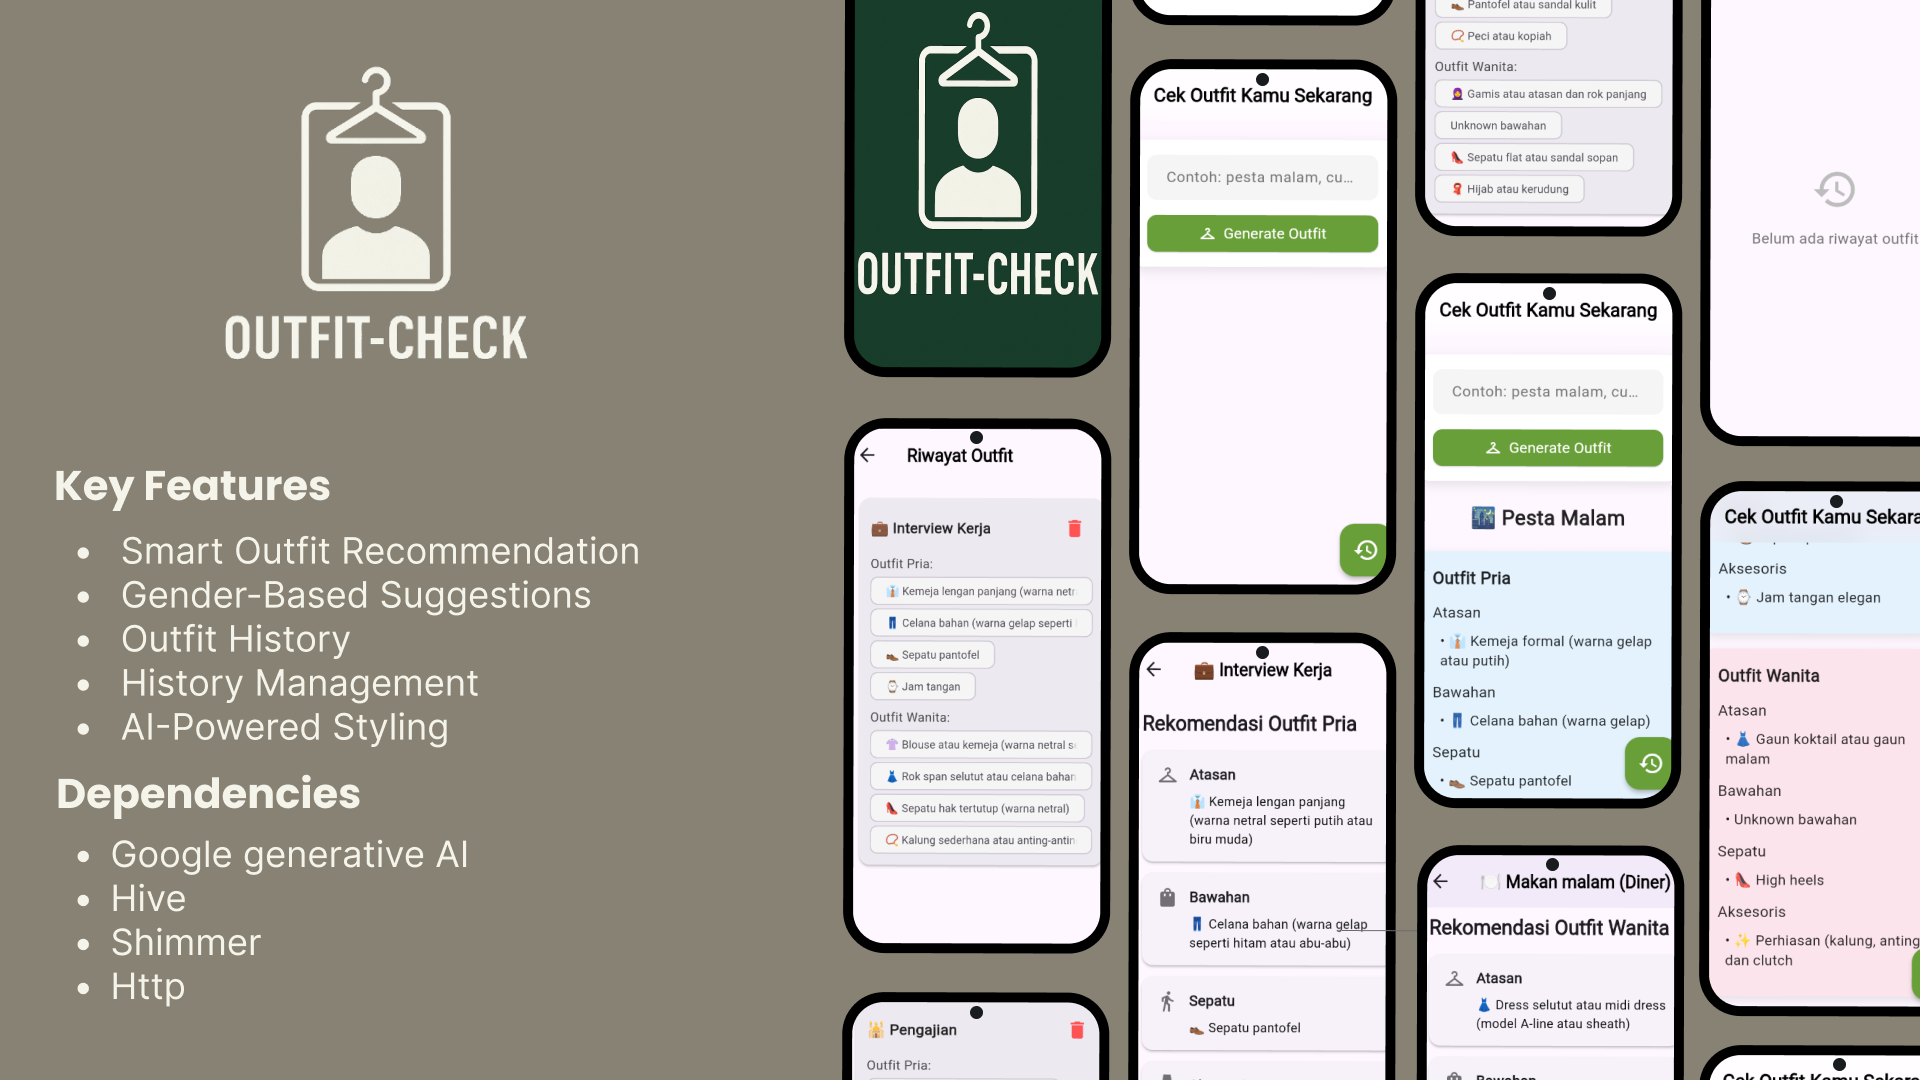 OUTFIT-CHECK
Key Features
• Smart Outfit Recommendation
• Gender-Based Suggestions
• Outfit History
• History Management
• AI-Powered Styling
Dependencies
• Google generative AI
• Hive
• Shimmer
• Http
OUTFIT-CHECK
Riwayat Outfit
Interview Kerja
Outfit Pria:
Kemeja lengan panjang (warna netr
Celana bahan (warna gelap seperti
Sepatu pantofel
Jam tangan
Outfit Wanita:
Blouse atau kemeja (warna netral s
Rok span selutut atau celana bahan
Sepatu hak tertutup (warna netral)
Kalung sederhana atau anting-antin
Pengajian
Outfit Pria:
Cek Outfit Kamu Sekarang
Contoh: pesta malam, cu...
Generate Outfit
Interview Kerja
Rekomendasi Outfit Pria
Atasan
Kemeja lengan panjang
(warna netral seperti putih atau
biru muda)
Bawahan
Celana bahan (warna gelap
seperti hitam atau abu-abu)
Sepatu
Sepatu pantofel
Pantofel atau sandal kulit
Peci atau kopiah
Outfit Wanita:
Gamis atau atasan dan rok panjang
Unknown bawahan
Sepatu flat atau sandal sopan
Hijab atau kerudung
Cek Outfit Kamu Sekarang
Contoh: pesta malam, cu...
Generate Outfit
Pesta Malam
Outfit Pria
Atasan
• Kemeja formal (warna gelap
atau putih)
Bawahan
• Celana bahan (warna gelap)
Sepatu
• Sepatu pantofel
Makan malam (Diner)
Rekomendasi Outfit Wanita
Atasan
Dress selutut atau midi dress
(model A-line atau sheath)
Bawahan
Belum ada riwayat outfit
Cek Outfit Kamu Sekara
Aksesoris
• Jam tangan elegan
Outfit Wanita
Atasan
• Gaun koktail atau gaun
malam
Bawahan
• Unknown bawahan
Sepatu
• High heels
Aksesoris
• Perhiasan (kalung, anting
dan clutch
Cek Outfit Kamu Sekara